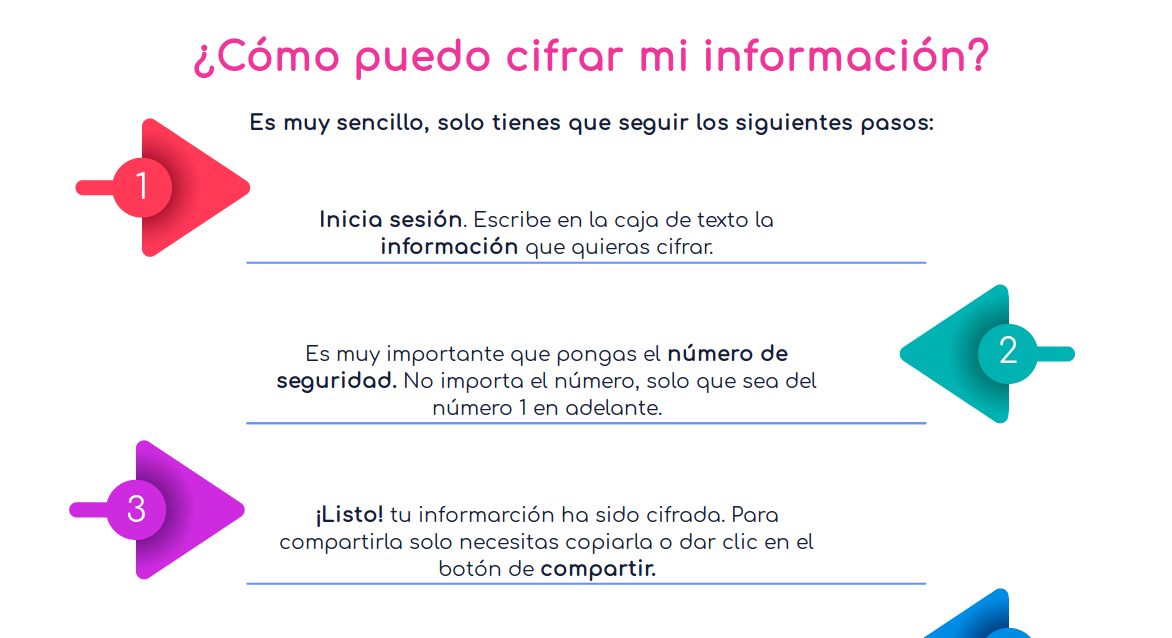 ¿Cómo puedo cifrar mi información?
Es muy sencillo, solo tienes que seguir los siguientes pasos:
1
Inicia sesión. Escribe en la caja de texto la
información que quieras cifrar.
2
Es muy importante que pongas el número de
seguridad. No importa el número, solo que sea del
número 1 en adelante.
3
¡Listo! tu informarción ha sido cifrada. Para
compartirla solo necesitas copiarla o dar clic en el
botón de compartir.